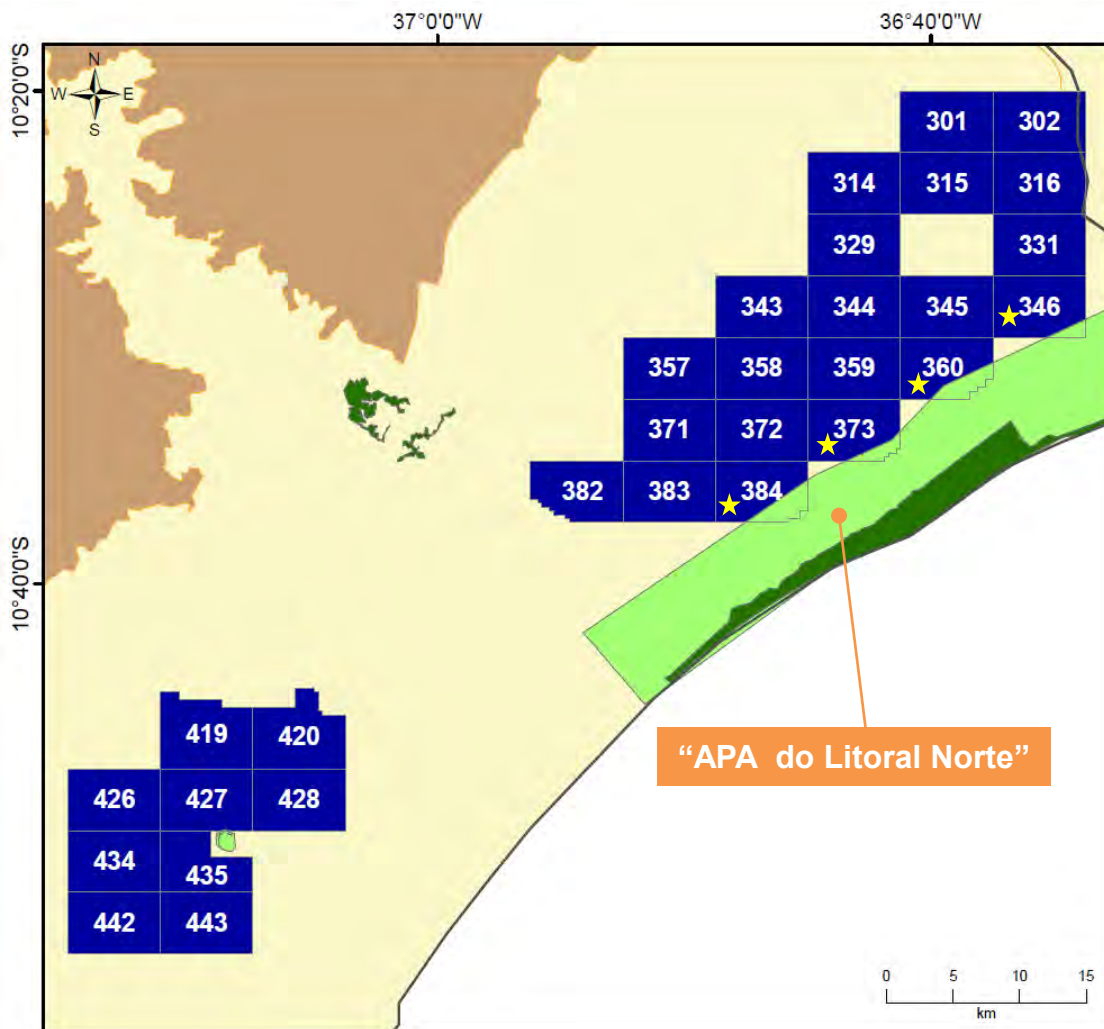 37°0'0"W 36°40'0"W
10°20'0"S
N
W E
S
301 302
314 315 316
329 331
343 344 345 346
357 358 359 360
371 372 373
382 383 384
10°40'0"S
419 420
“APA do Litoral Norte”
426 427 428
434 435
442 443
0 5 10 15
km